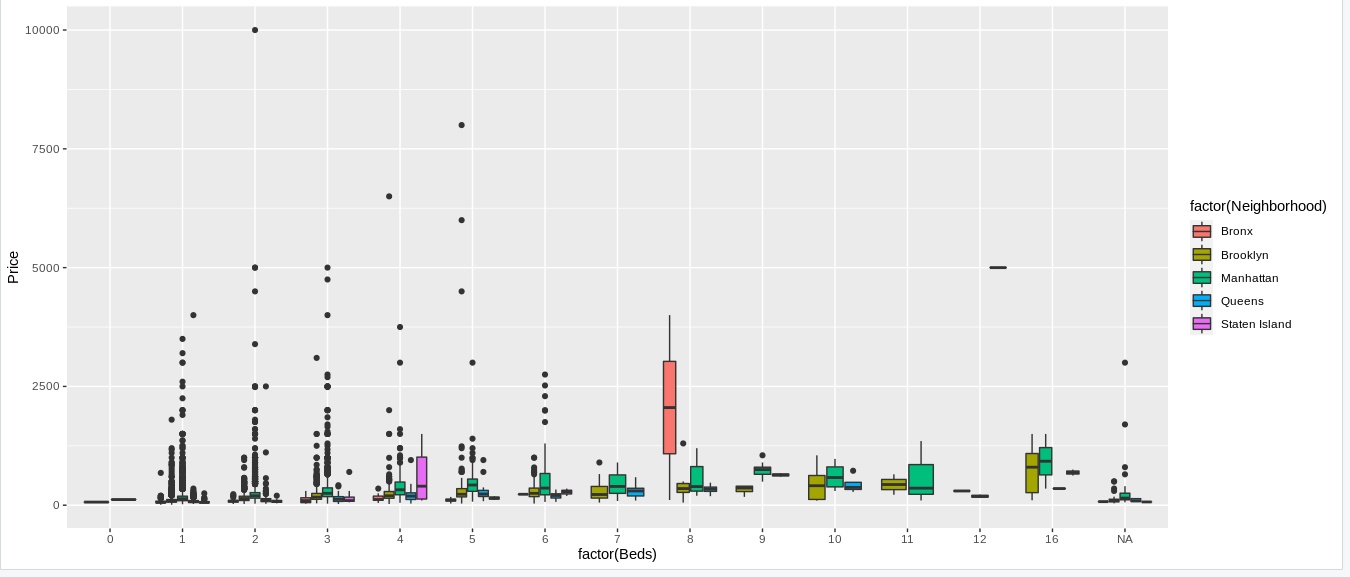 10000
7500
5000
2500
0
Price
0 1 2 3 4 5 6 7 8 9 10 11 12 16 NA
factor(Beds)
factor(Neighborhood)
Bronx
Brooklyn
Manhattan
Queens
Staten Island